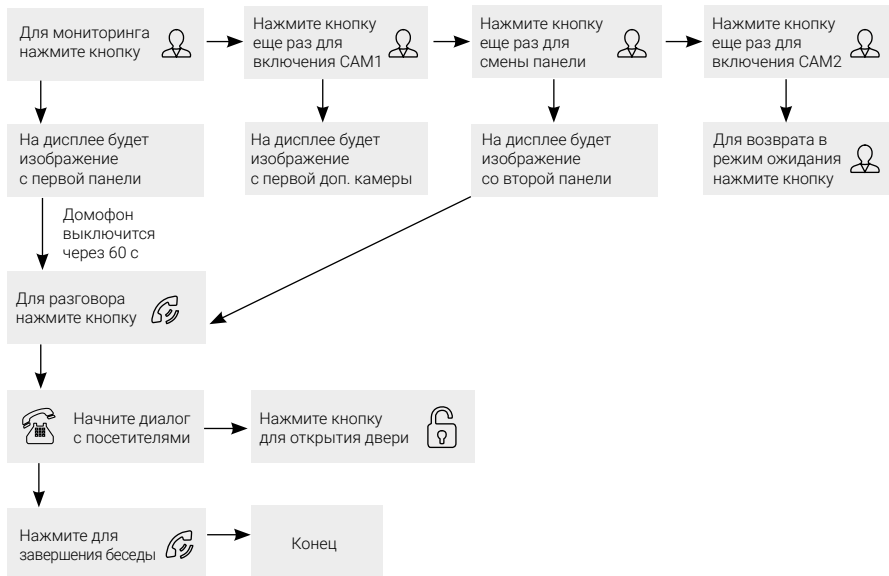 Для мониторинга
нажмите кнопку
Нажмите кнопку
еще раз для
включения CAM1
Нажмите кнопку
еще раз для
смены панели
Нажмите кнопку
еще раз для
включения CAM2
На дисплее будет
изображение
с первой панели
На дисплее будет
изображение
с первой доп. камеры
На дисплее будет
изображение
со второй панели
Для возврата в
режим ожидания
нажмите кнопку
Домофон
выключится
через 60 с
Для разговора
нажмите кнопку
Начните диалог
с посетителями
Нажмите кнопку
для открытия двери
Нажмите для
завершения беседы
Конец